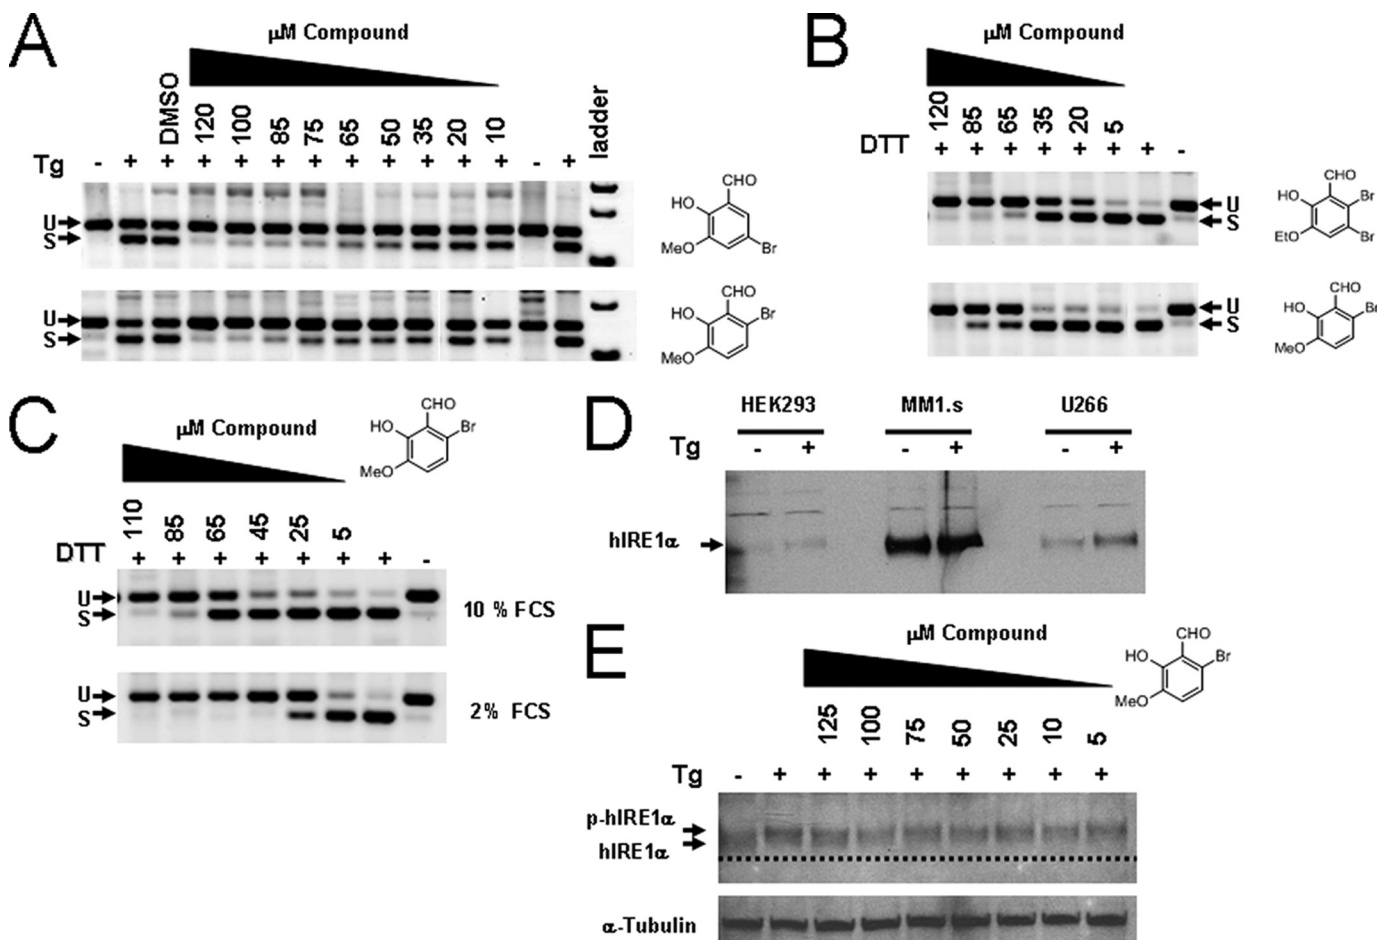 A
μM Compound
DMSO 120 100 85 75 65 50 35 20 10 ladder
Tg - + + + + + + + + + + + + - +
U
S
CHO
HO
MeO
Br
U
S
CHO
HO
Br
MeO
B
μM Compound
120 85 65 35 20 5
DTT + + + + + + + -
U
S
CHO
HO
Br
EtO
Br
U
S
CHO
HO
Br
MeO
C
μM Compound
CHO
HO
Br
MeO
110 85 65 45 25 5
DTT + + + + + + + -
U
S
10 % FCS
U
S
2% FCS
D
HEK293 MM1.s U266
Tg - + - + - +
hIRE1α
E
μM Compound
CHO
HO
Br
MeO
125 100 75 50 25 10 5
Tg - + + + + + + + +
p-hIRE1α
hIRE1α
α-Tubulin